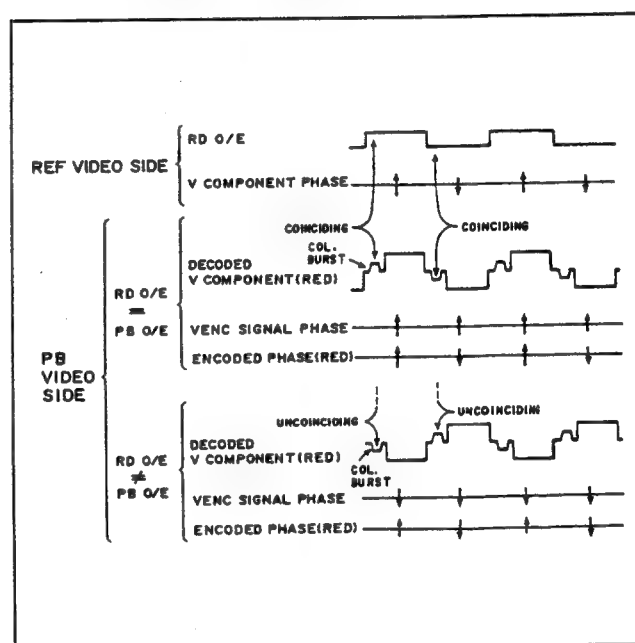 RD O/E
REF VIDEO SIDE
V COMPONENT PHASE
COINCIDING
COINCIDING
COL.
BURST
DECODED
V COMPONENT(RED)
RD O/E
=
PB O/E
VENC SIGNAL PHASE
ENCODED PHASE(RED)
PB
VIDEO
SIDE
UNCOINCIDING
UNCOINCIDING
DECODED
V COMPONENT(RED)
COL.
BURST
RD O/E
≠
PB O/E
VENC SIGNAL PHASE
ENCODED PHASE(RED)